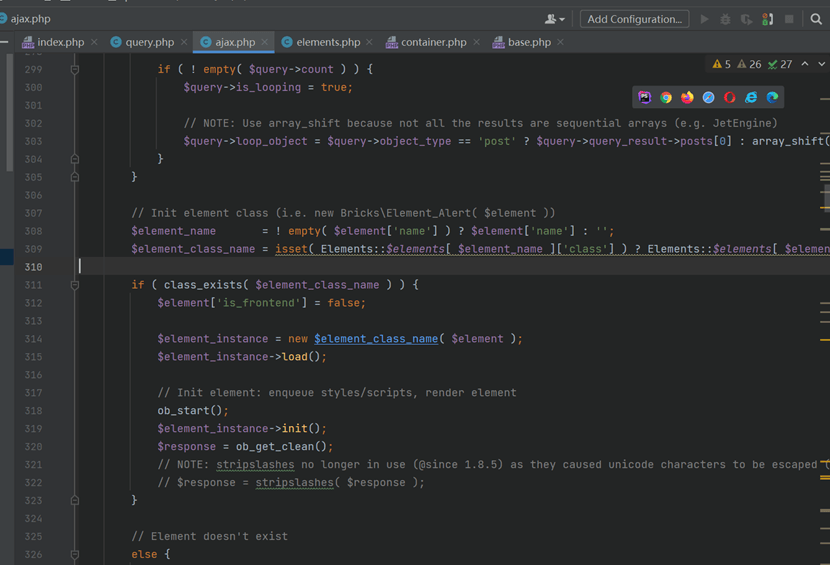 ajax.php
Add Configuration...
index.php
query.php
ajax.php
elements.php
container.php
base.php
5 26 27
299 if ( ! empty( $query->count ) ) {
300 $query->is_looping = true;
301
302 // NOTE: Use array_shift because not all the results are sequential arrays (e.g. JetEngine)
303 $query->loop_object = $query->object_type == 'post' ? $query->query_result->posts[0] : array_shift(
304 }
305 }
306
307 // Init element class (i.e. new Bricks\Element_Alert( $element ))
308 $element_name = ! empty( $element['name'] ) ? $element['name'] : '';
309 $element_class_name = isset( Elements::$elements[ $element_name ]['class'] ) ? Elements::$elements[ $elemen
310
311 if ( class_exists( $element_class_name ) ) {
312 $element['is_frontend'] = false;
313
314 $element_instance = new $element_class_name( $element );
315 $element_instance->load();
316
317 // Init element: enqueue styles/scripts, render element
318 ob_start();
319 $element_instance->init();
320 $response = ob_get_clean();
321 // NOTE: stripslashes no longer in use (@since 1.8.5) as they caused unicode characters to be escaped (
322 // $response = stripslashes( $response );
323 }
324
325 // Element doesn't exist
326 else {